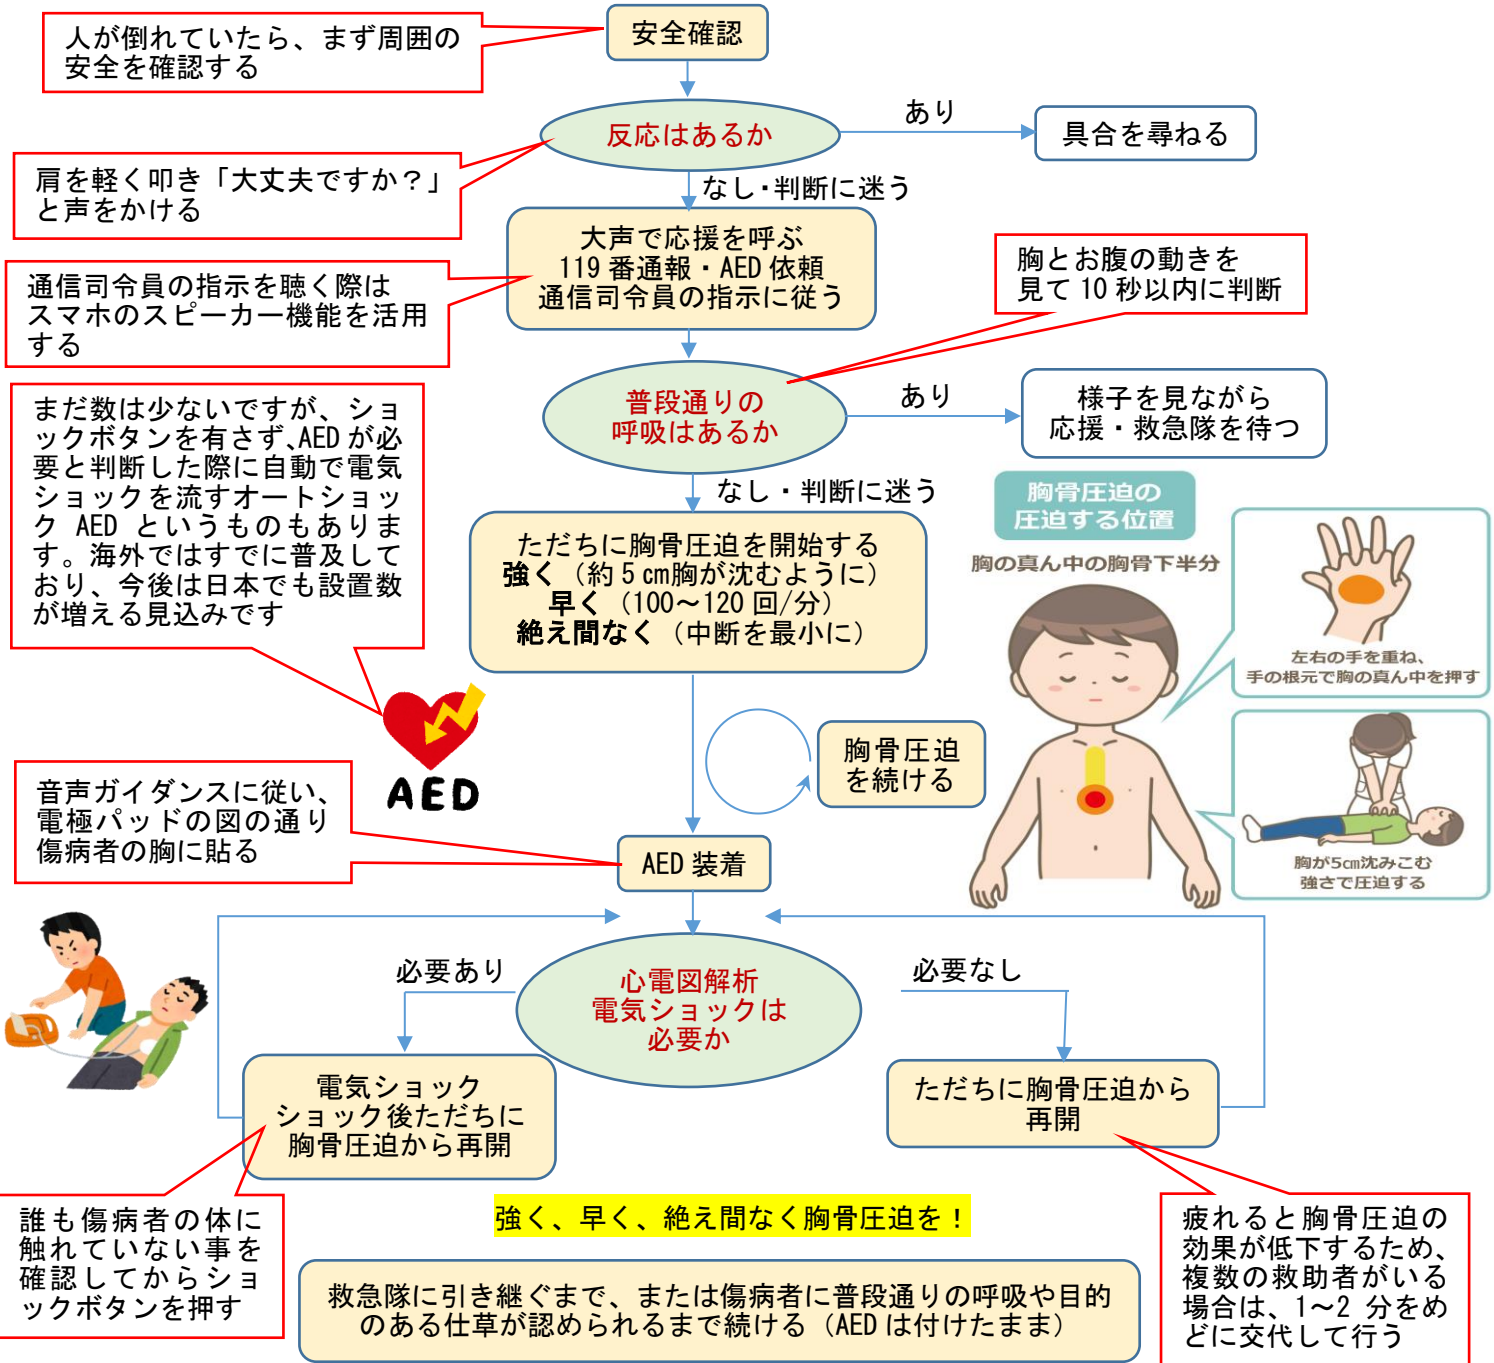 人が倒れていたら、まず周囲の
安全を確認する
安全確認
反応はあるか
あり
具合を尋ねる
肩を軽く叩き「大丈夫ですか？」
と声をかける
なし・判断に迷う
大声で応援を呼ぶ
119番通報・AED依頼
通信司令員の指示に従う
通信司令員の指示を聴く際は
スマホのスピーカー機能を活用
する
胸とお腹の動きを
見て10秒以内に判断
普段通りの
呼吸はあるか
あり
様子を見ながら
応援・救急隊を待つ
まだ数は少ないですが、ショ
ックボタンを有さず、AEDが必
要と判断した際に自動で電気
ショックを流すオートショッ
ク AED というものもありま
す。海外ではすでに普及して
おり、今後は日本でも設置数
が増える見込みです
なし・判断に迷う
ただちに胸骨圧迫を開始する
強く（約5㎝胸が沈むように）
早く（100～120回/分）
絶え間なく（中断を最小に）
胸骨圧迫の
圧迫する位置
胸の真ん中の胸骨下半分
左右の手を重ね、
手の根元で胸の真ん中を押す
胸が5㎝沈みこむ
強さで圧迫する
AED
胸骨圧迫
を続ける
音声ガイダンスに従い、
電極パッドの図の通り
傷病者の胸に貼る
AED装着
心電図解析
電気ショックは
必要か
必要あり
必要なし
電気ショック
ショック後ただちに
胸骨圧迫から再開
ただちに胸骨圧迫から
再開
誰も傷病者の体に
触れていない事を
確認してからショ
ックボタンを押す
強く、早く、絶え間なく胸骨圧迫を！
疲れると胸骨圧迫の
効果が低下するため、
複数の救助者がいる
場合は、1～2 分をめ
どに交代して行う
救急隊に引き継ぐまで、または傷病者に普段通りの呼吸や目的
のある仕草が認められるまで続ける（AEDは付けたまま）